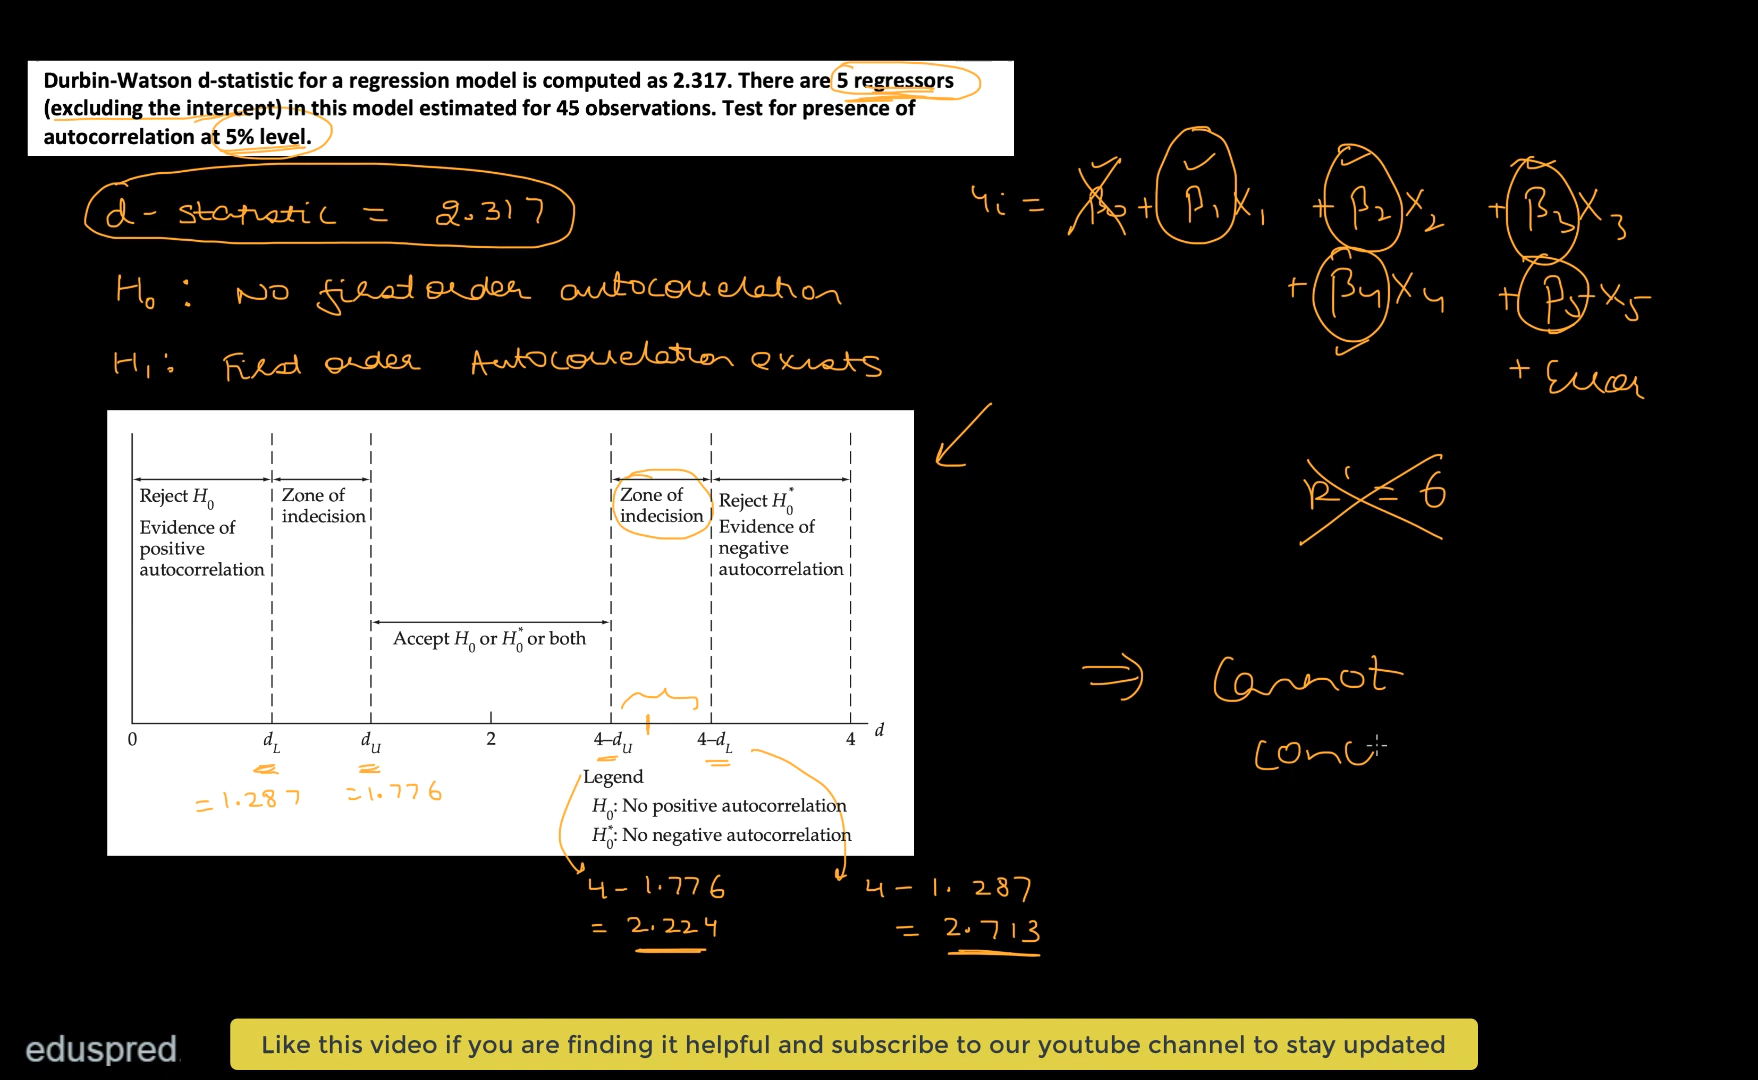 Durbin-Watson d-statistic for a regression model is computed as 2.317. There are 5 regressors
(excluding the intercept) in this model estimated for 45 observations. Test for presence of
autocorrelation at 5% level.
d - statistic = 2.317
H₀ : No first order autocorrelation
H₁ : First order Autocorrelation exists
Yi = β₀ + β₁X₁ + β₂X₂ + β₃X₃
+ β₄X₄ + β₅X₅
+ Error
Reject H₀
Evidence of
positive
autocorrelation
Zone of
indecision
Zone of
indecision
Reject H₀*
Evidence of
negative
autocorrelation
Accept H₀ or H₀* or both
0 dL dU 2 4–dU 4–dL 4 d
= 1.287 = 1.776
Legend
H₀: No positive autocorrelation
H₀*: No negative autocorrelation
4 - 1.776
= 2.224
4 - 1.287
= 2.713
= 6
⇒ Cannot
conc
eduspred
Like this video if you are finding it helpful and subscribe to our youtube channel to stay updated